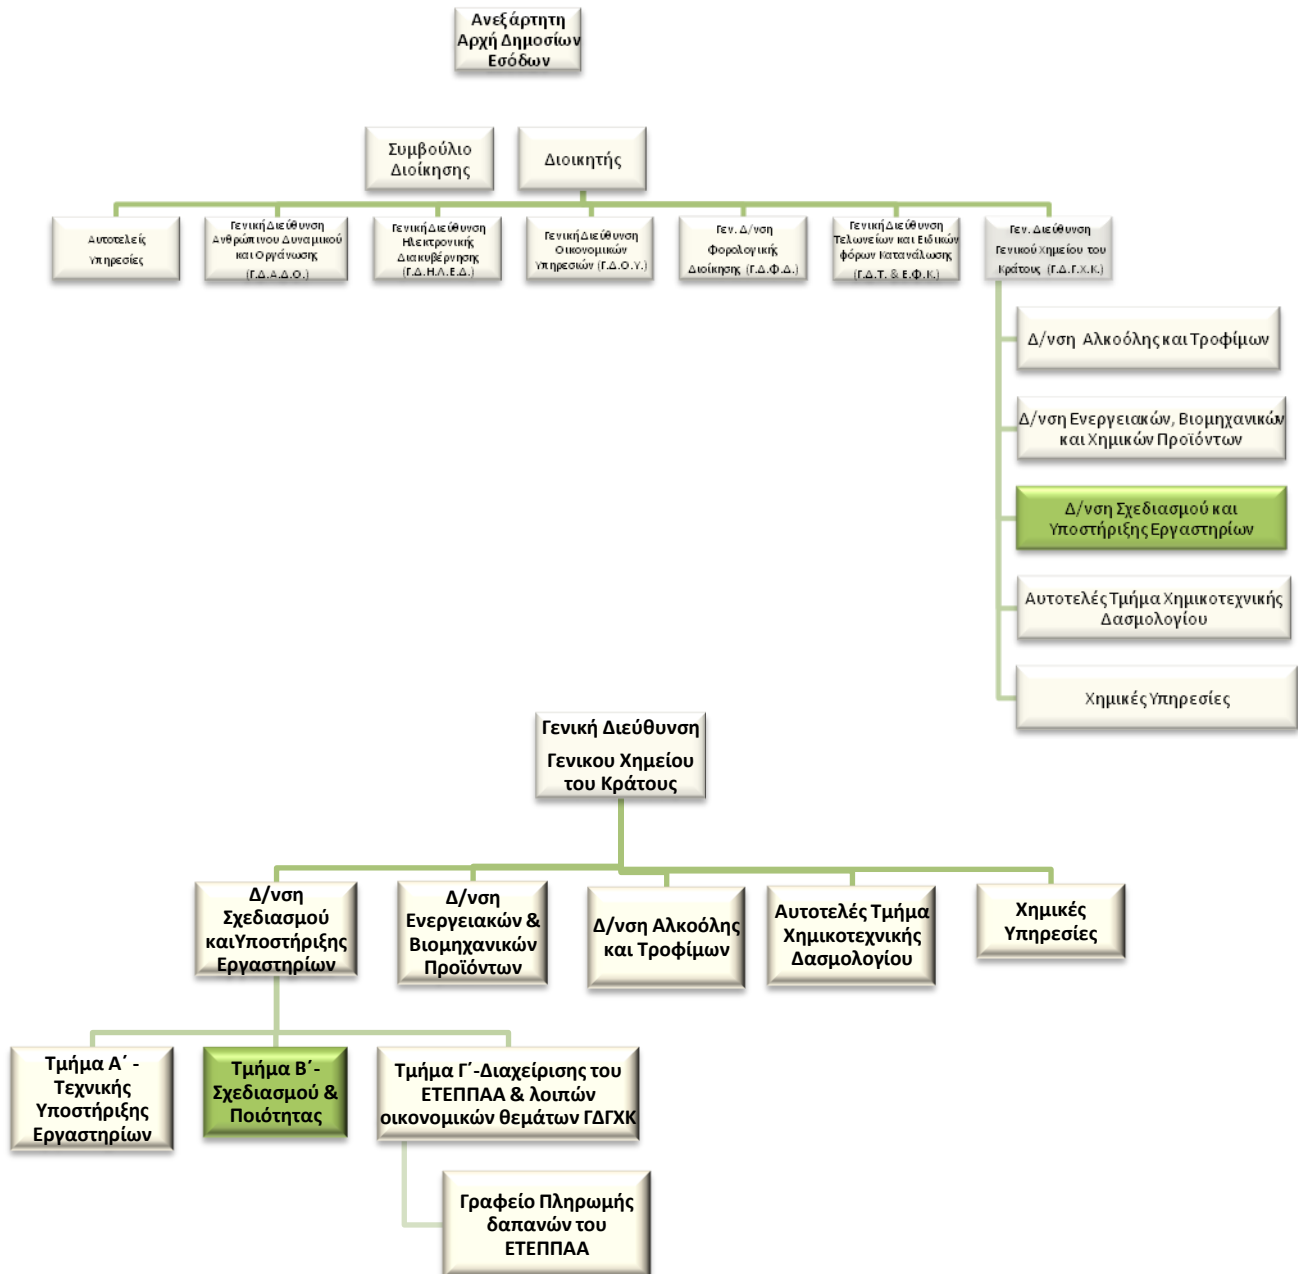 Ανεξάρτητη
Αρχή Δημοσίων
Εσόδων
Συμβούλιο
Διοίκησης
Διοικητής
Αυτοτελείς
Υπηρεσίες
Γενική Διεύθυνση
Ανθρώπινου Δυναμικού
και Οργάνωσης
(Γ.Δ.Α.Δ.Ο.)
Γενική Διεύθυνση
Ηλεκτρονικής
Διακυβέρνησης
(Γ.Δ.Η.Λ.Ε.Δ.)
Γενική Διεύθυνση
Οικονομικών
Υπηρεσιών (Γ.Δ.Ο.Υ.)
Γεν. Δ/νση
Φορολογικής
Διοίκησης (Γ.Δ.Φ.Δ.)
Γενική Διεύθυνση
Τελωνείων και Ειδικών
φόρων Κατανάλωσης
(Γ.Δ.Τ. & Ε.Φ.Κ.)
Γεν. Διεύθυνση
Γενικού Χημείου του
Κράτους (Γ.Δ.Γ.Χ.Κ.)
Δ/νση Αλκοόλης και Τροφίμων
Δ/νση Ενεργειακών, Βιομηχανικών
και Χημικών Προϊόντων
Δ/νση Σχεδιασμού και
Υποστήριξης Εργαστηρίων
Αυτοτελές Τμήμα Χημικοτεχνικής
Δασμολογίου
Χημικές Υπηρεσίες
Γενική Διεύθυνση
Γενικου Χημείου
του Κράτους
Δ/νση
Σχεδιασμού
καιΥποστήριξης
Εργαστηρίων
Δ/νση
Ενεργειακών &
Βιομηχανικών
Προϊόντων
Δ/νση Αλκοόλης
και Τροφίμων
Αυτοτελές Τμήμα
Χημικοτεχνικής
Δασμολογίου
Χημικές
Υπηρεσίες
Τμήμα Α΄ -
Τεχνικής
Υποστήριξης
Εργαστηρίων
Τμήμα Β΄-
Σχεδιασμού &
Ποιότητας
Τμήμα Γ΄-Διαχείρισης του
ΕΤΕΠΠΑΑ & λοιπών
οικονομικών θεμάτων ΓΔΓΧΚ
Γραφείο Πληρωμής
δαπανών του
ΕΤΕΠΠΑΑ